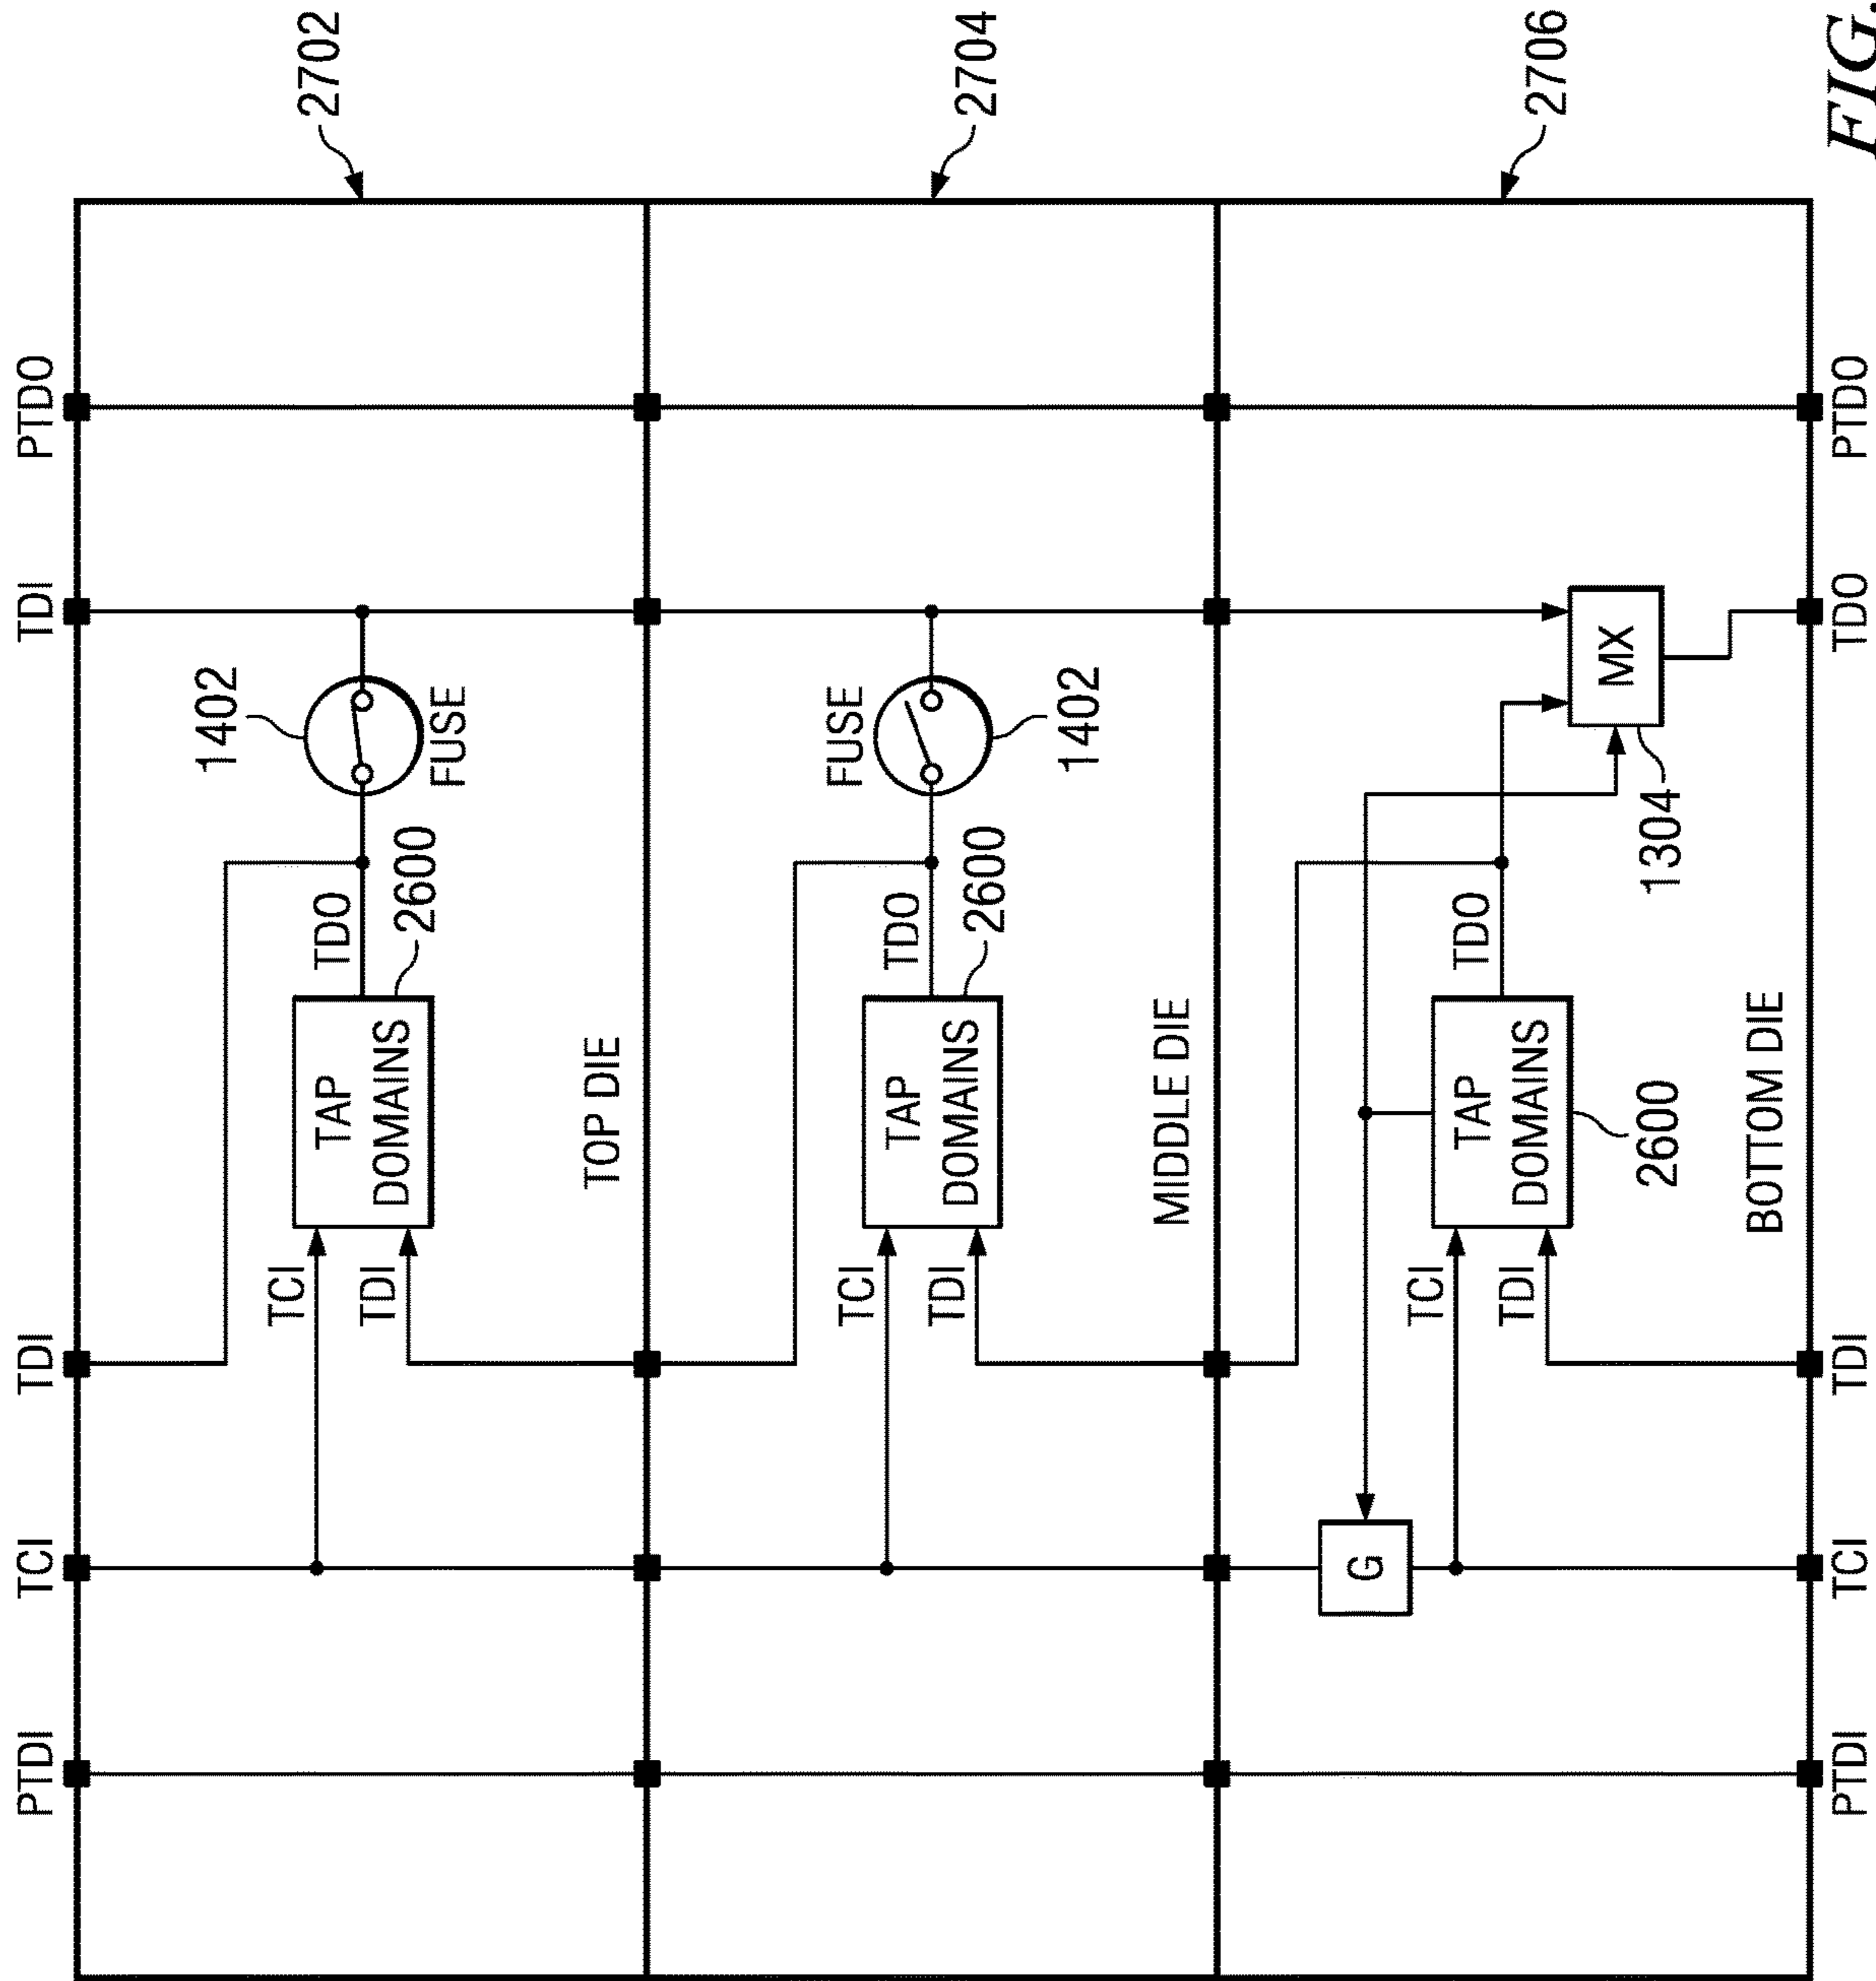 PTDI
TCI
TDI
TDI
PTDO
1402
FUSE
TDO
2600
TCI
TDI
TAP
DOMAINS
TOP DIE
2702
FUSE
1402
TDO
2600
TCI
TDI
TAP
DOMAINS
MIDDLE DIE
2704
G
TCI
TDI
TAP
DOMAINS
2600
TDO
MX
1304
BOTTOM DIE
2706
PTDI
TCI
TDI
TDO
PTDO
FIG.